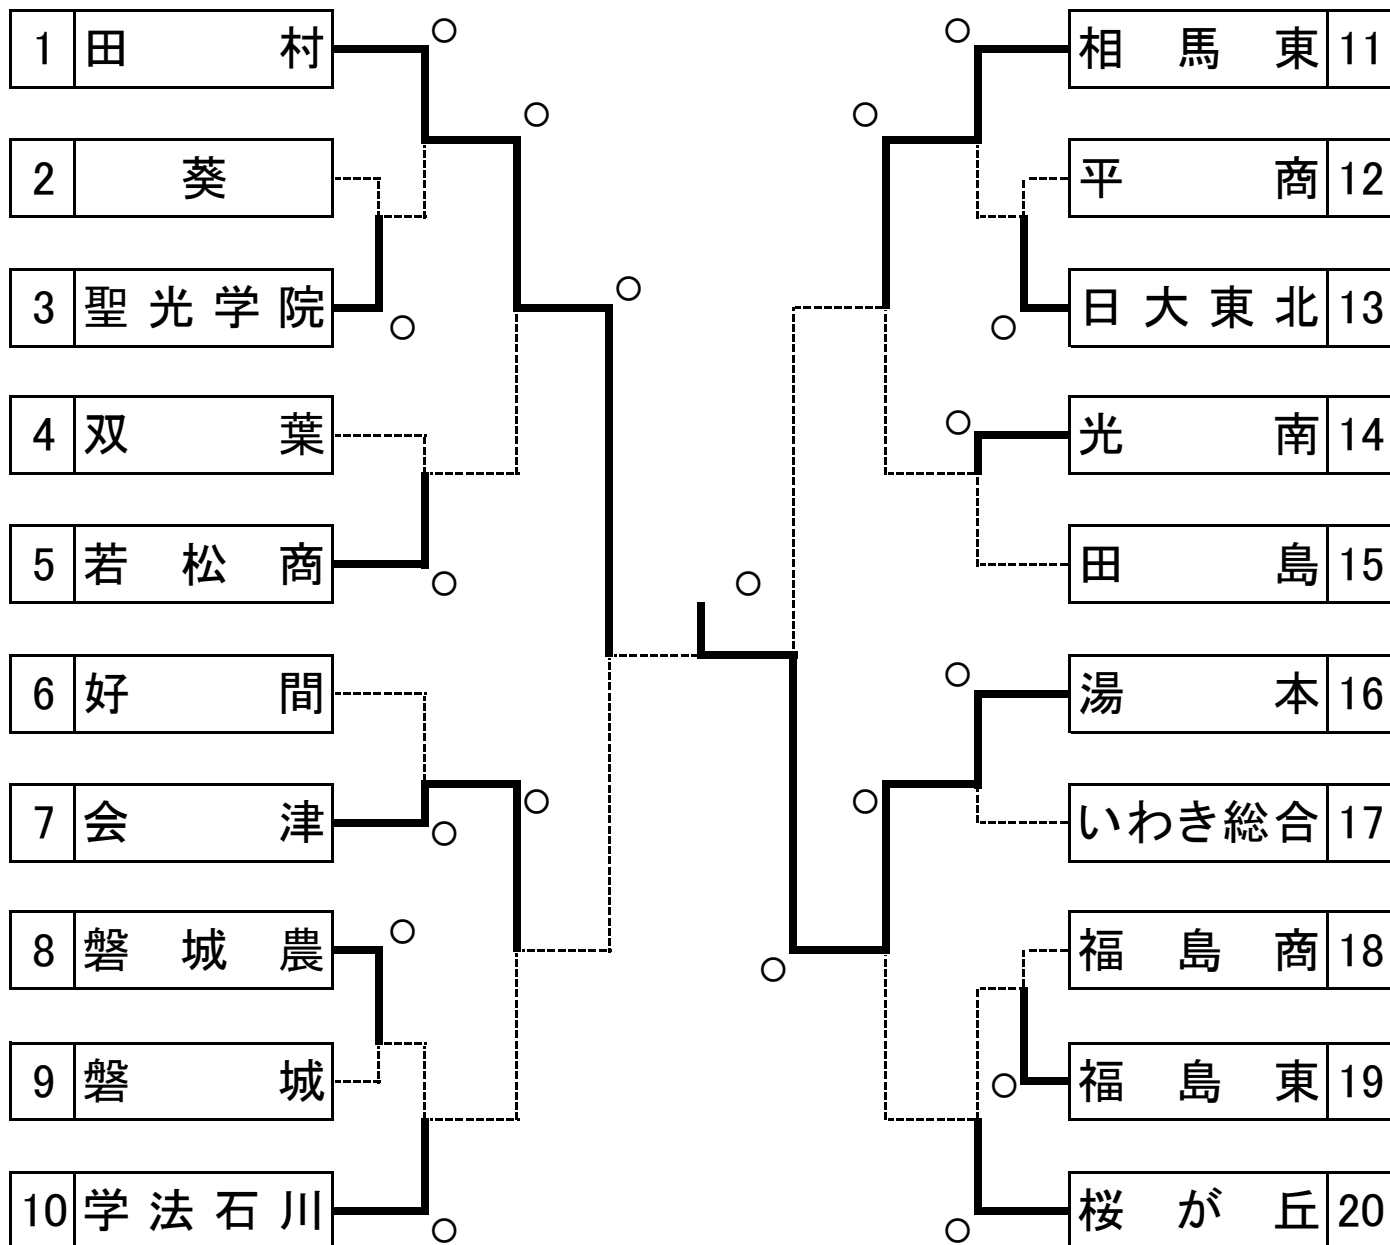 1 田村
2 葵
3 聖光学院
4 双葉
5 若松商
6 好間
7 会津
8 磐城農
9 磐城
10 学法石川
相馬東 11
平商 12
日大東北 13
光南 14
田島 15
湯本 16
いわき総合 17
福島商 18
福島東 19
桜が丘 20